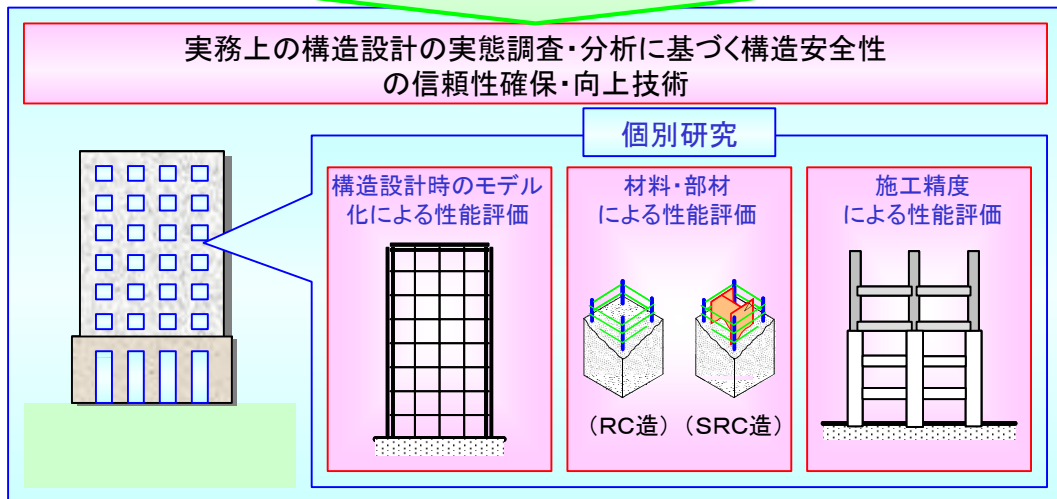 実務上の構造設計の実態調査・分析に基づく構造安全性
の信頼性確保・向上技術
個別研究
構造設計時のモデル
化による性能評価
材料・部材
による性能評価
(RC造) (SRC造)
施工精度
による性能評価